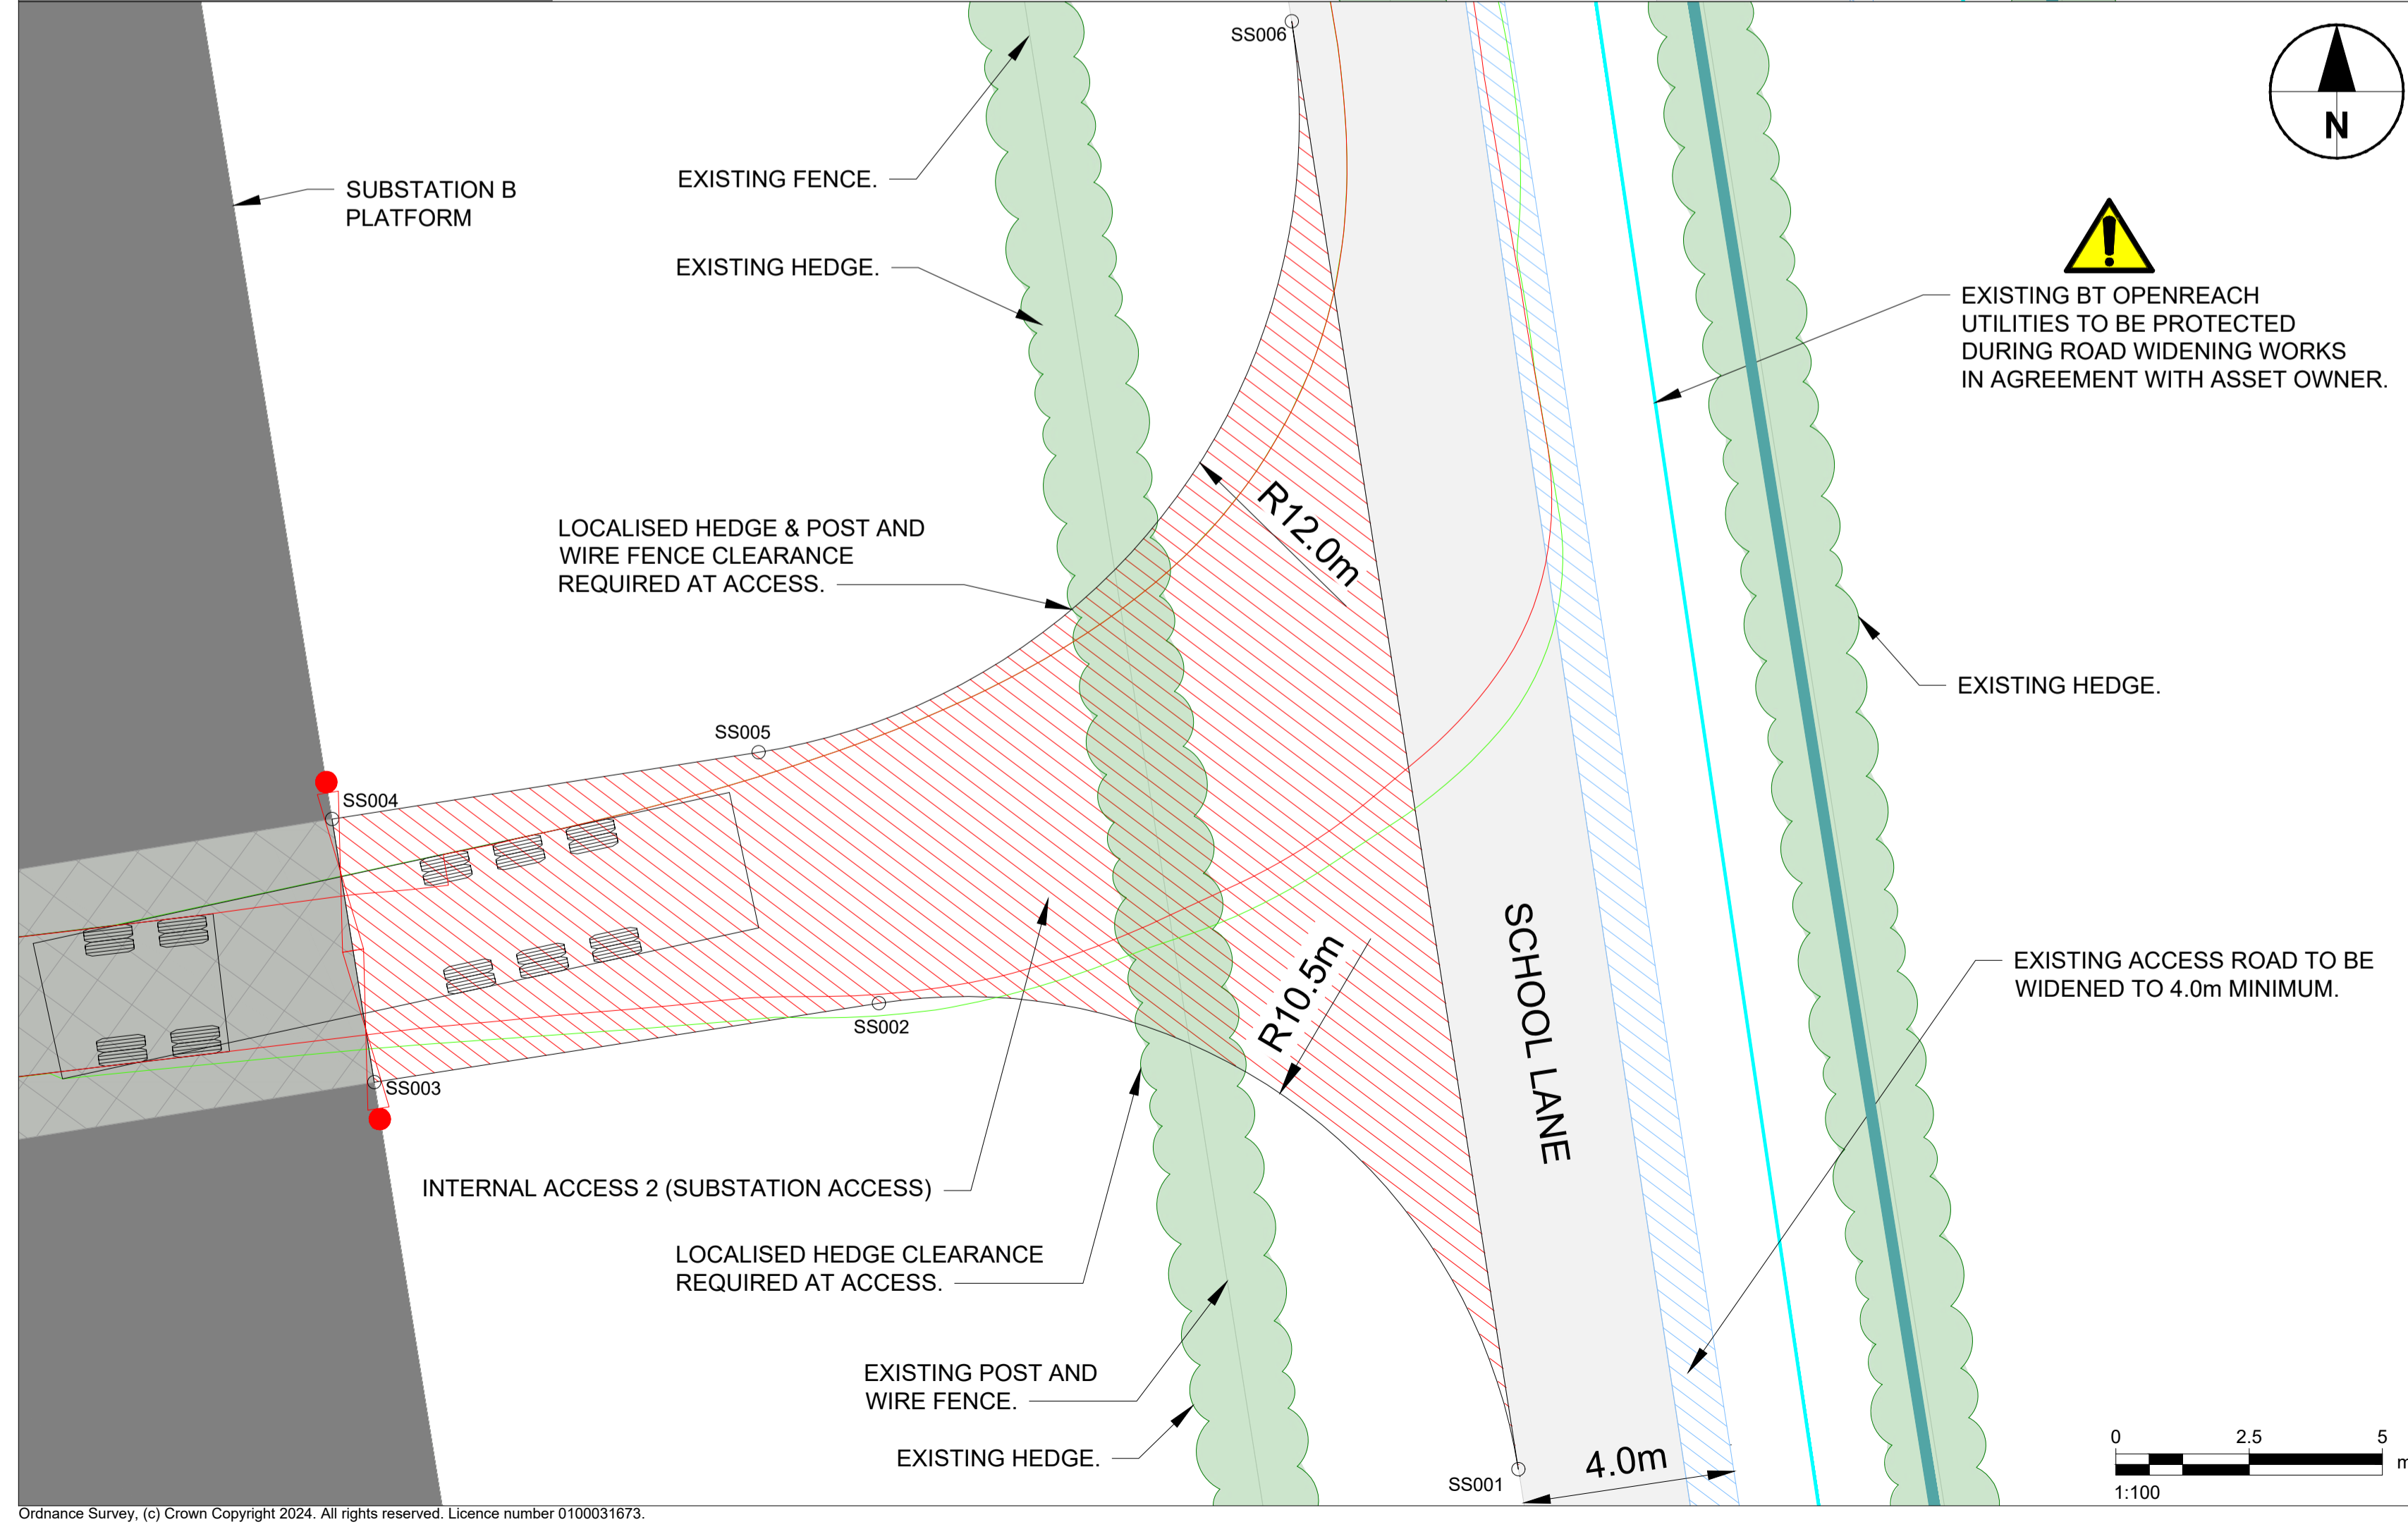 SS006
N
EXISTING FENCE.
SUBSTATION B
PLATFORM
EXISTING HEDGE.
EXISTING BT OPENREACH
UTILITIES TO BE PROTECTED
DURING ROAD WIDENING WORKS
IN AGREEMENT WITH ASSET OWNER.
LOCALISED HEDGE & POST AND
WIRE FENCE CLEARANCE
REQUIRED AT ACCESS.
R12.0m
EXISTING HEDGE.
SS005
SS004
SCHOOL LANE
R10.5m
EXISTING ACCESS ROAD TO BE
WIDENED TO 4.0m MINIMUM.
SS002
SS003
INTERNAL ACCESS 2 (SUBSTATION ACCESS)
LOCALISED HEDGE CLEARANCE
REQUIRED AT ACCESS.
EXISTING POST AND
WIRE FENCE.
EXISTING HEDGE.
SS001
4.0m
0 2.5 5
m
1:100
Ordnance Survey, (c) Crown Copyright 2024. All rights reserved. Licence number 0100031673.